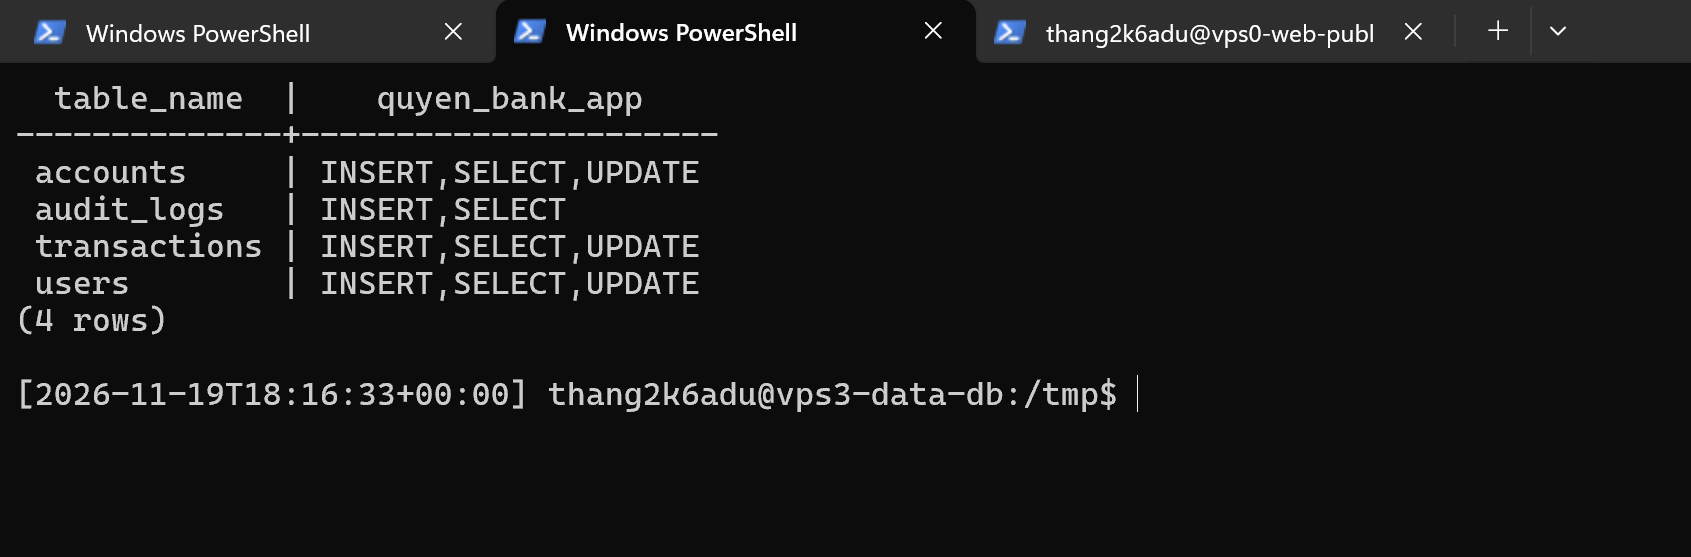 Windows PowerShell
Windows PowerShell
thang2k6adu@vps0-web-publ
table_name | quyen_bank_app
--------------+----------------------
accounts | INSERT,SELECT,UPDATE
audit_logs | INSERT,SELECT
transactions | INSERT,SELECT,UPDATE
users | INSERT,SELECT,UPDATE
(4 rows)
[2026-11-19T18:16:33+00:00] thang2k6adu@vps3-data-db:/tmp$